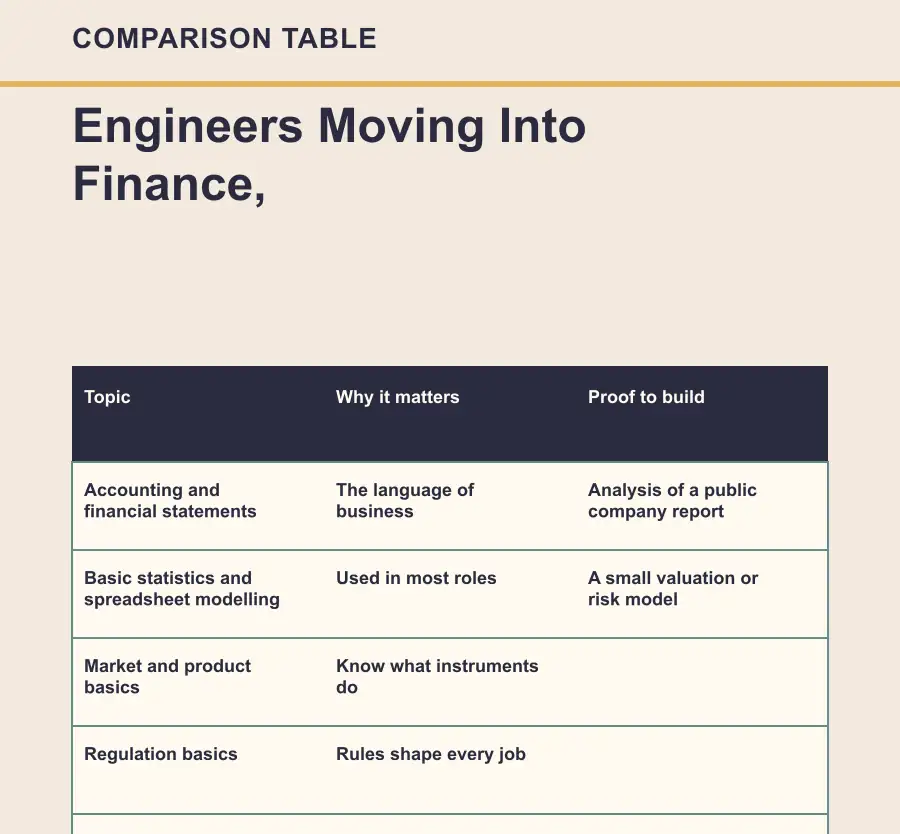 COMPARISON TABLE
Engineers Moving Into
Finance,
Topic
Why it matters
Proof to build
Accounting and
financial statements
The language of
business
Analysis of a public
company report
Basic statistics and
spreadsheet modelling
Used in most roles
A small valuation or
risk model
Market and product
basics
Know what instruments
do
Regulation basics
Rules shape every job